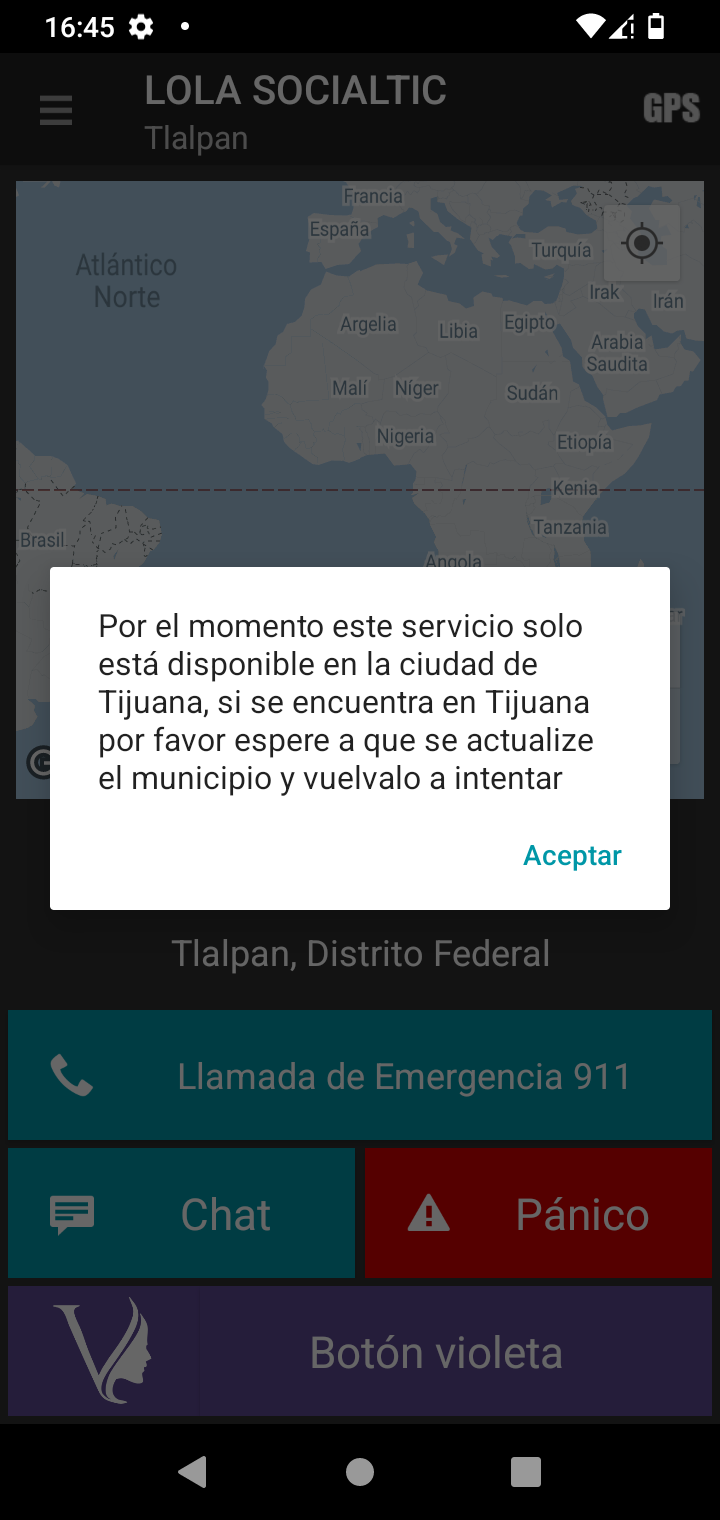 16:45
LOLA SOCIALTIC
Tlalpan
GPS
Francia
España
Atlántico
Norte
Turquía
Irak
Irán
Argelia
Libia
Egipto
Arabia
Saudita
Malí
Níger
Sudán
Nigeria
Etiopía
Kenia
Brasil
Tanzania
Angola
Por el momento este servicio solo
está disponible en la ciudad de
Tijuana, si se encuentra en Tijuana
por favor espere a que se actualize
el municipio y vuelvalo a intentar
Aceptar
Tlalpan, Distrito Federal
Llamada de Emergencia 911
Chat
Pánico
Botón violeta